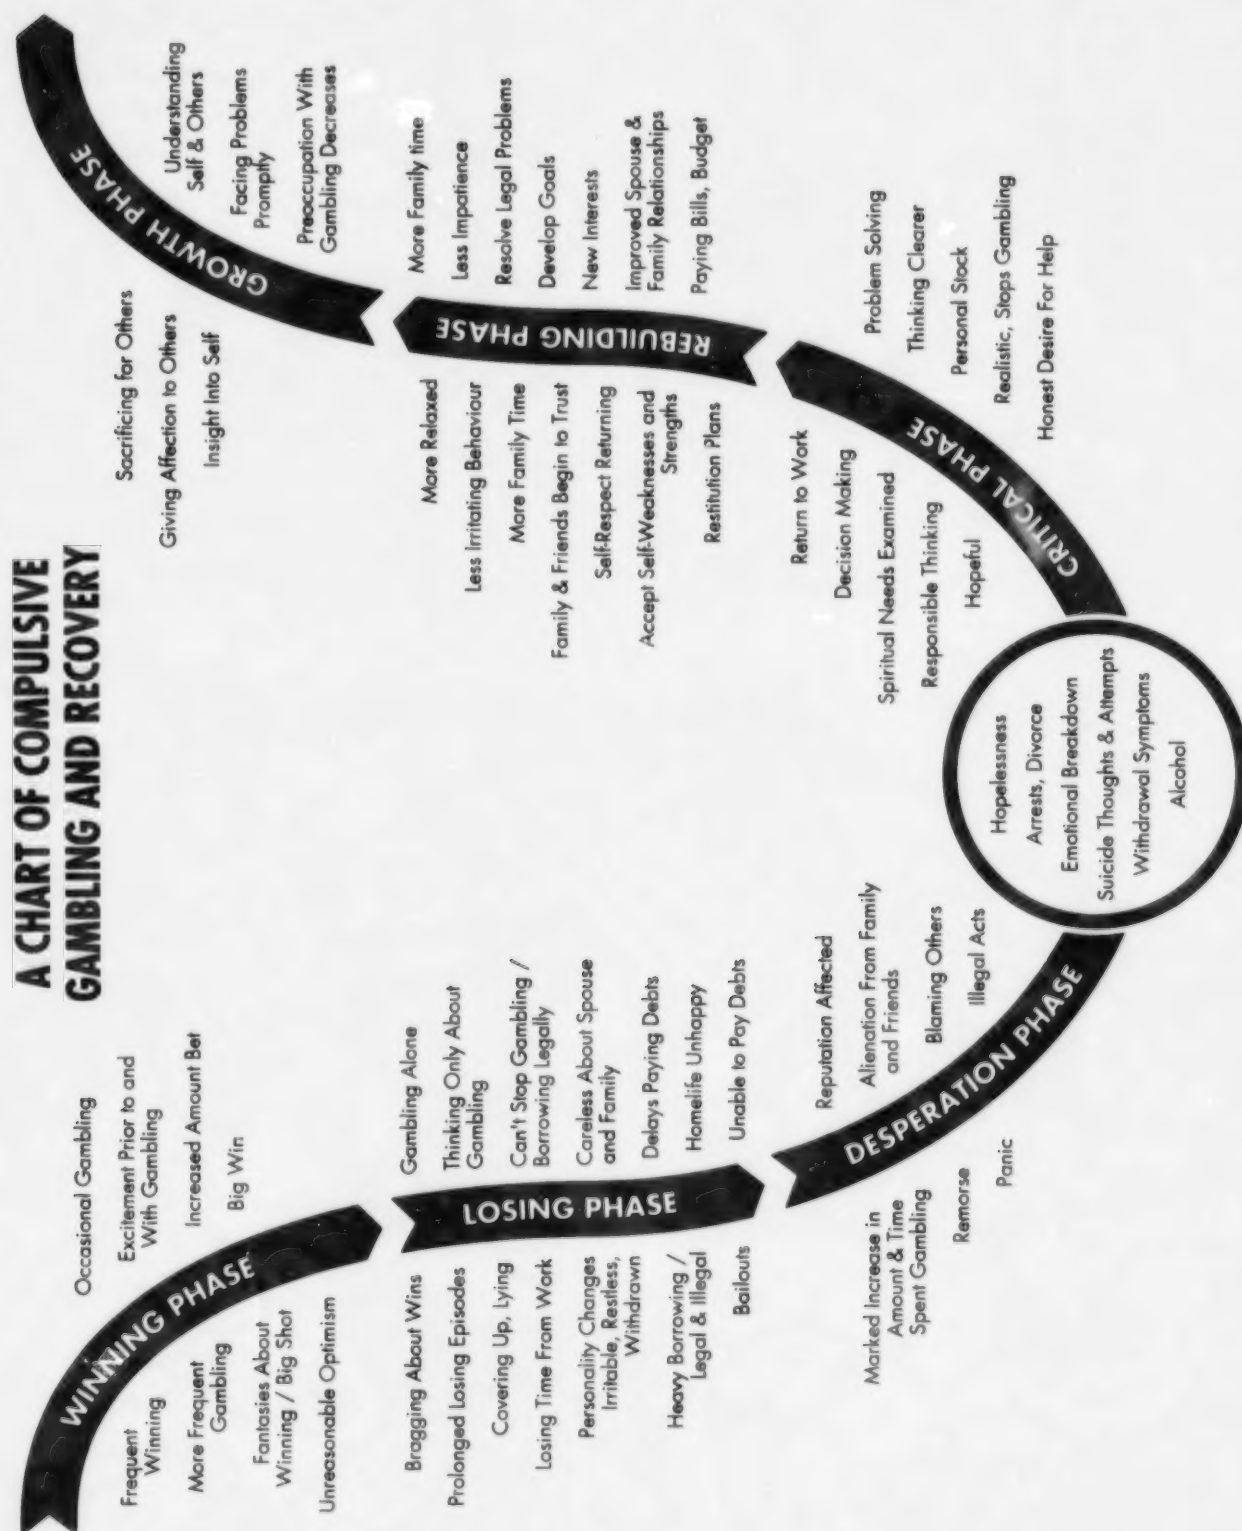 A CHART OF COMPULSIVE
GAMBLING AND RECOVERY
WINNING PHASE
Occasional Gambling
Excitement Prior to and
With Gambling
Increased Amount Bet
Big Win
Frequent
Winning
More Frequent
Gambling
Fantasies About
Winning / Big Shot
Unreasonable Optimism
LOSING PHASE
Gambling Alone
Thinking Only About
Gambling
Can't Stop Gambling /
Borrowing Legally
Careless About Spouse
and Family
Delays Paying Debts
Homelife Unhappy
Unable to Pay Debts
Bragging About Wins
Prolonged Losing Episodes
Covering Up, Lying
Losing Time From Work
Personality Changes
Irritable, Restless,
Withdrawn
Heavy Borrowing /
Legal & Illegal
Bailouts
DESPERATION PHASE
Reputation Affected
Alienation From Family
and Friends
Blaming Others
Illegal Acts
Marked Increase in
Amount & Time
Spent Gambling
Remorse
Panic
Hopelessness
Arrests, Divorce
Emotional Breakdown
Suicide Thoughts & Attempts
Withdrawal Symptoms
Alcohol
CRITICAL PHASE
Return to Work
Decision Making
Spiritual Needs Examined
Responsible Thinking
Hopeful
Problem Solving
Thinking Clearer
Personal Stock
Realistic, Stops Gambling
Honest Desire For Help
REBUILDING PHASE
More Relaxed
Less Irritating Behaviour
More Family Time
Family & Friends Begin to Trust
Self-Respect Returning
Accept Self-Weaknesses and
Strengths
Restitution Plans
More Family time
Less Impatience
Resolve Legal Problems
Develop Goals
New Interests
Improved Spouse &
Family Relationships
Paying Bills, Budget
GROWTH PHASE
Sacrificing for Others
Giving Affection to Others
Insight Into Self
Understanding
Self & Others
Facing Problems
Promptly
Preoccupation With
Gambling Decreases